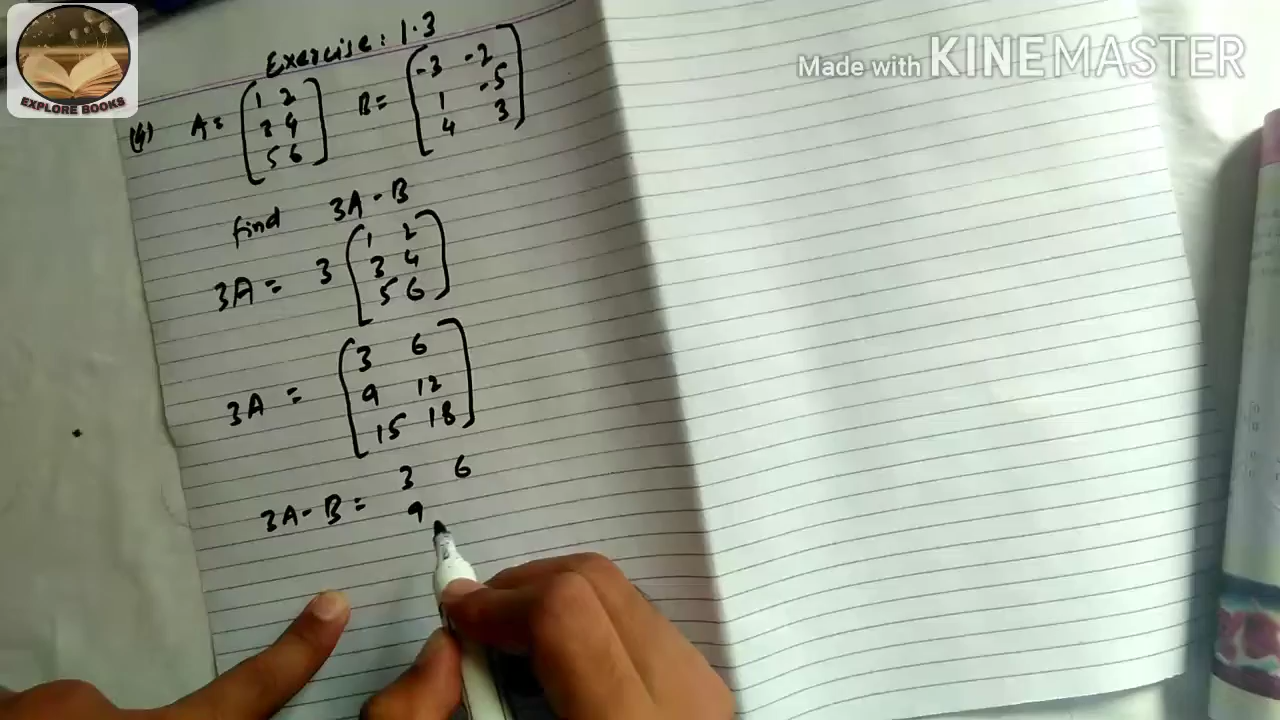 EXPLORE BOOKS
Made with KINEMASTER
Exercise: 1.3
(4) A= [1 2 B= [-3 -2
3 4 1 -5
5 6] 4 3]
find 3A-B
3A = 3 [1 2
3 4
5 6]
3A = [3 6
9 12
15 18]
3A-B= 3 6
9